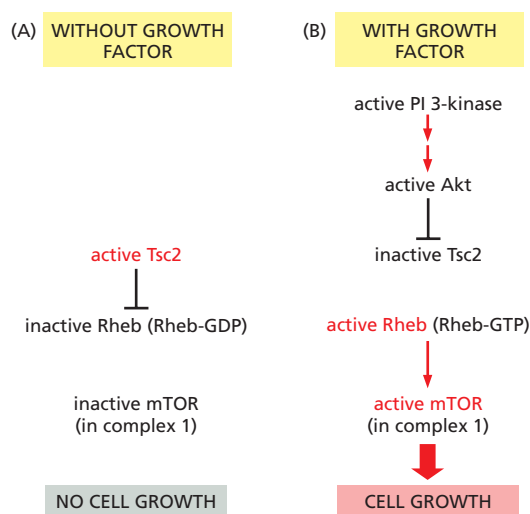 (A) WITHOUT GROWTH
FACTOR
active Tsc2
inactive Rheb (Rheb-GDP)
inactive mTOR
(in complex 1)
NO CELL GROWTH
(B) WITH GROWTH
FACTOR
active PI 3-kinase
active Akt
inactive Tsc2
active Rheb (Rheb-GTP)
active mTOR
(in complex 1)
CELL GROWTH